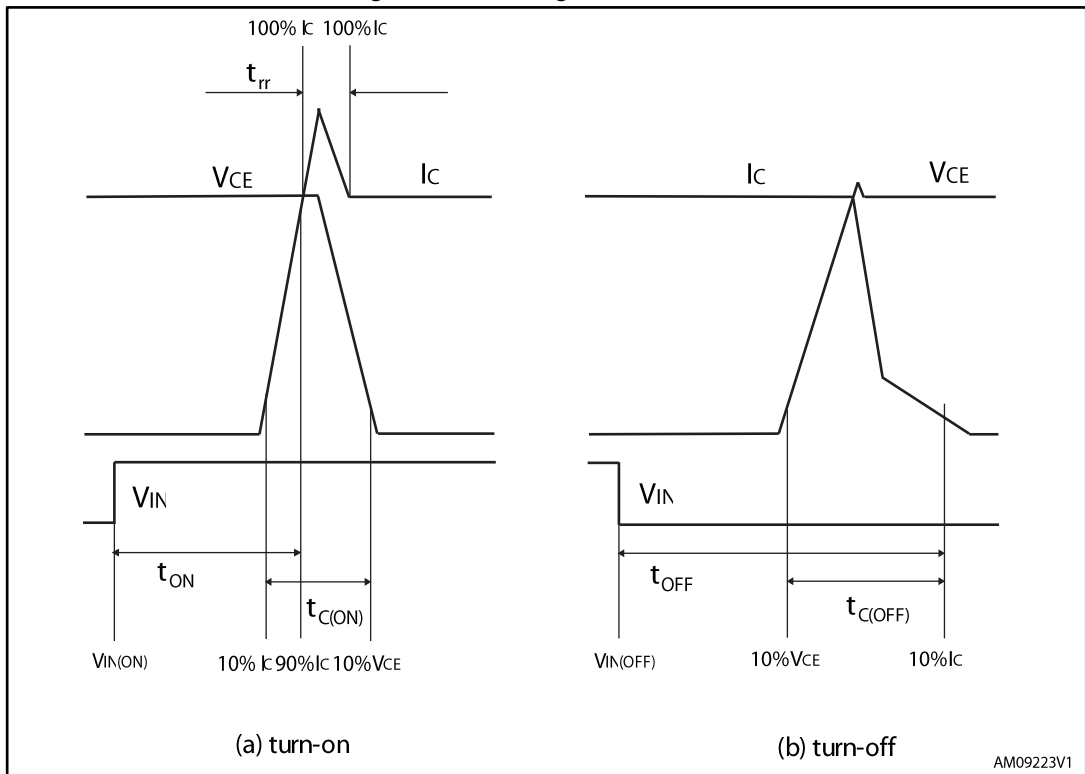 100% IC 100% IC
trr
VCE
IC
VIN
tON
tC(ON)
VIN(ON)
10% IC 90% IC 10% VCE
(a) turn-on
IC
VCE
VIN
tOFF
tC(OFF)
VIN(OFF)
10% VCE
10% IC
(b) turn-off
AM09223V1